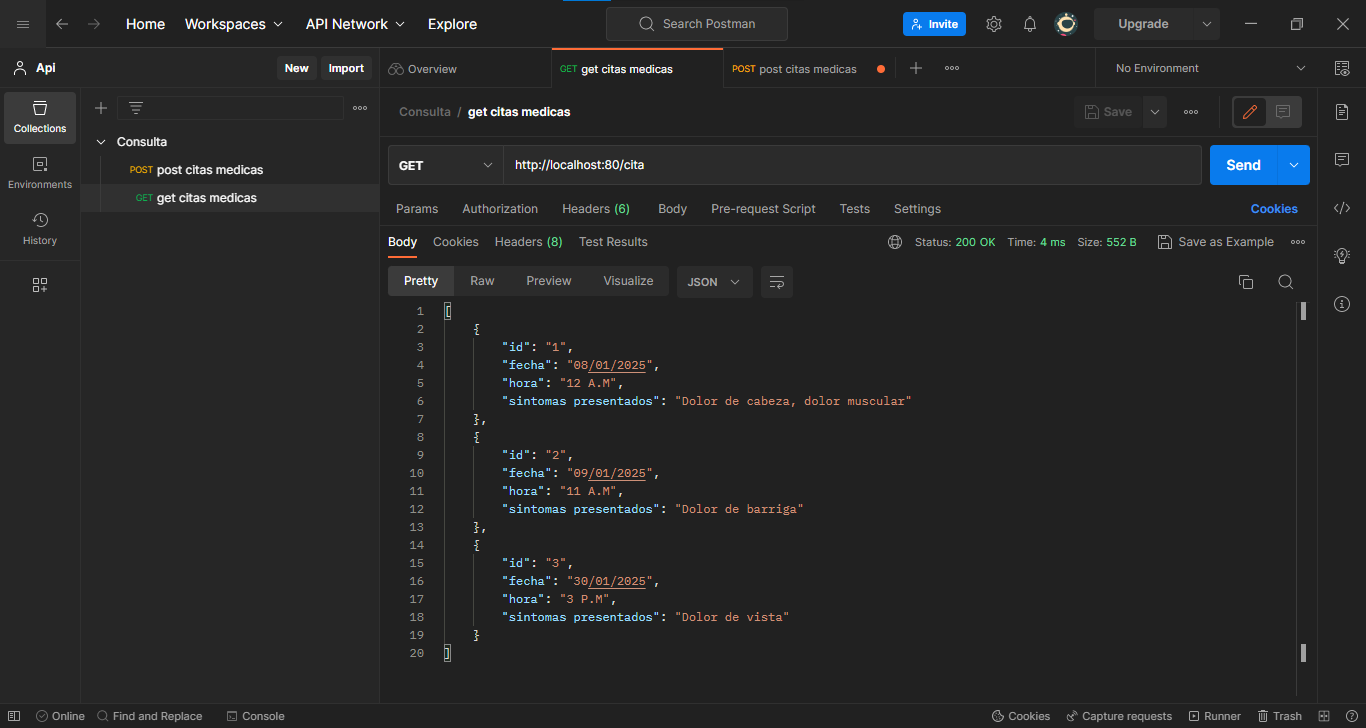 Home Workspaces API Network Explore Search Postman Invite Upgrade
Api New Import Overview GET get citas medicas POST post citas medicas No Environment
Collections
Environments
History
Consulta
POST post citas medicas
GET get citas medicas
Consulta / get citas medicas Save
GET http://localhost:80/cita Send
Params Authorization Headers (6) Body Pre-request Script Tests Settings Cookies
Body Cookies Headers (8) Test Results Status: 200 OK Time: 4 ms Size: 552 B Save as Example
Pretty Raw Preview Visualize JSON
1 [
2 {
3 "id": "1",
4 "fecha": "08/01/2025",
5 "hora": "12 A.M",
6 "sintomas presentados": "Dolor de cabeza, dolor muscular"
7 },
8 {
9 "id": "2",
10 "fecha": "09/01/2025",
11 "hora": "11 A.M",
12 "sintomas presentados": "Dolor de barriga"
13 },
14 {
15 "id": "3",
16 "fecha": "30/01/2025",
17 "hora": "3 P.M",
18 "sintomas presentados": "Dolor de vista"
19 }
20 ]
Online Find and Replace Console Cookies Capture requests Runner Trash